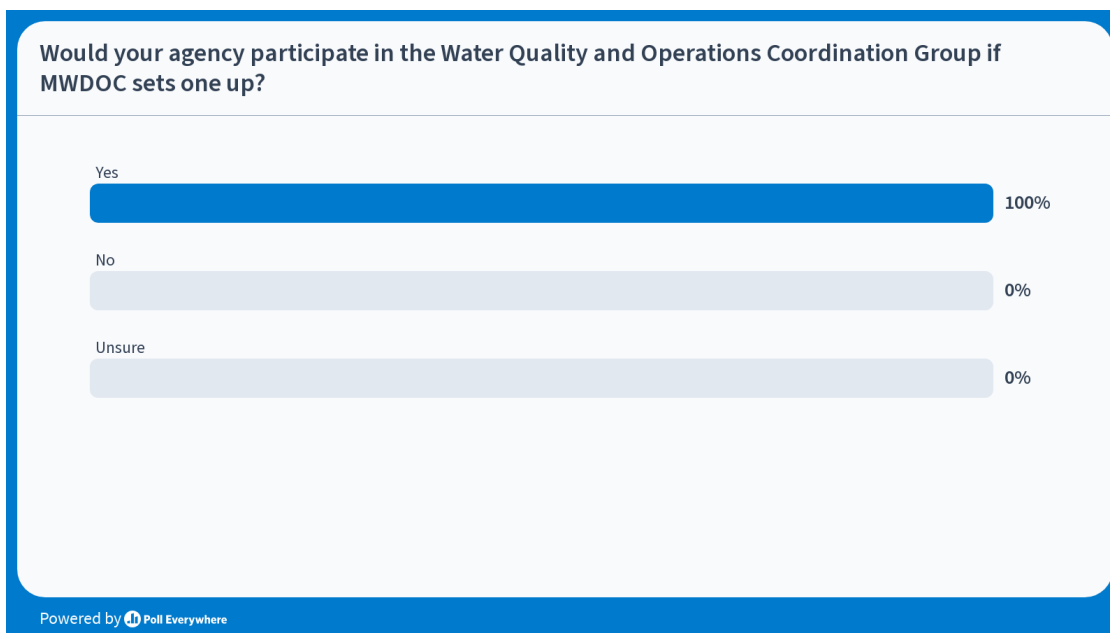 Would your agency participate in the Water Quality and Operations Coordination Group if
MWDOC sets one up?
Yes
100%
No
0%
Unsure
0%
Powered by Poll Everywhere